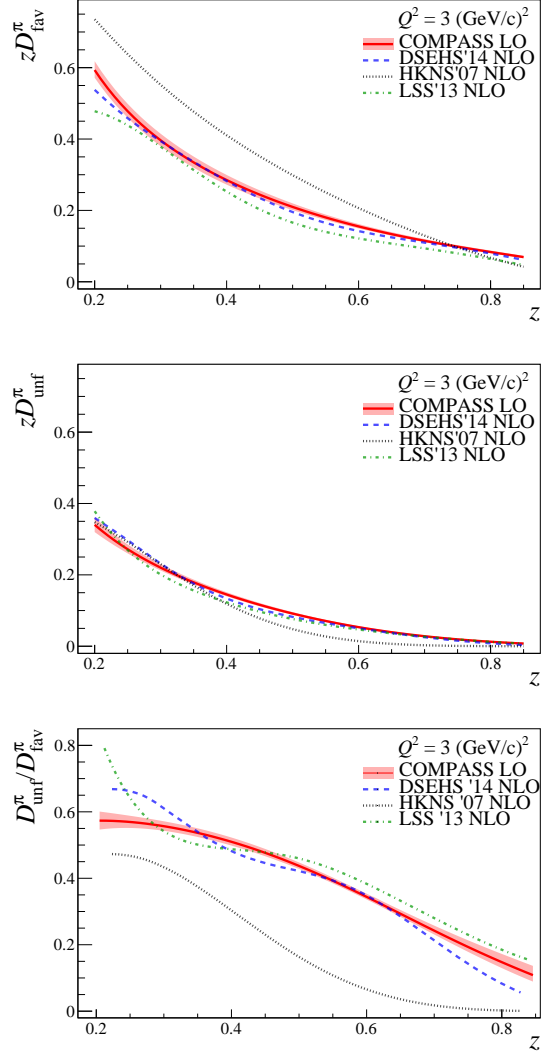 zD^π_fav
Q² = 3 (GeV/c)²
COMPASS LO
DSEHS'14 NLO
HKNS'07 NLO
LSS'13 NLO
0.6
0.4
0.2
0
0.2 0.4 0.6 0.8
z
zD^π_unf
Q² = 3 (GeV/c)²
COMPASS LO
DSEHS'14 NLO
HKNS'07 NLO
LSS'13 NLO
0.6
0.4
0.2
0
0.2 0.4 0.6 0.8
z
D^π_unf/D^π_fav
Q² = 3 (GeV/c)²
COMPASS LO
DSEHS '14 NLO
HKNS '07 NLO
LSS '13 NLO
0.8
0.6
0.4
0.2
0.0
0.2 0.4 0.6 0.8
z